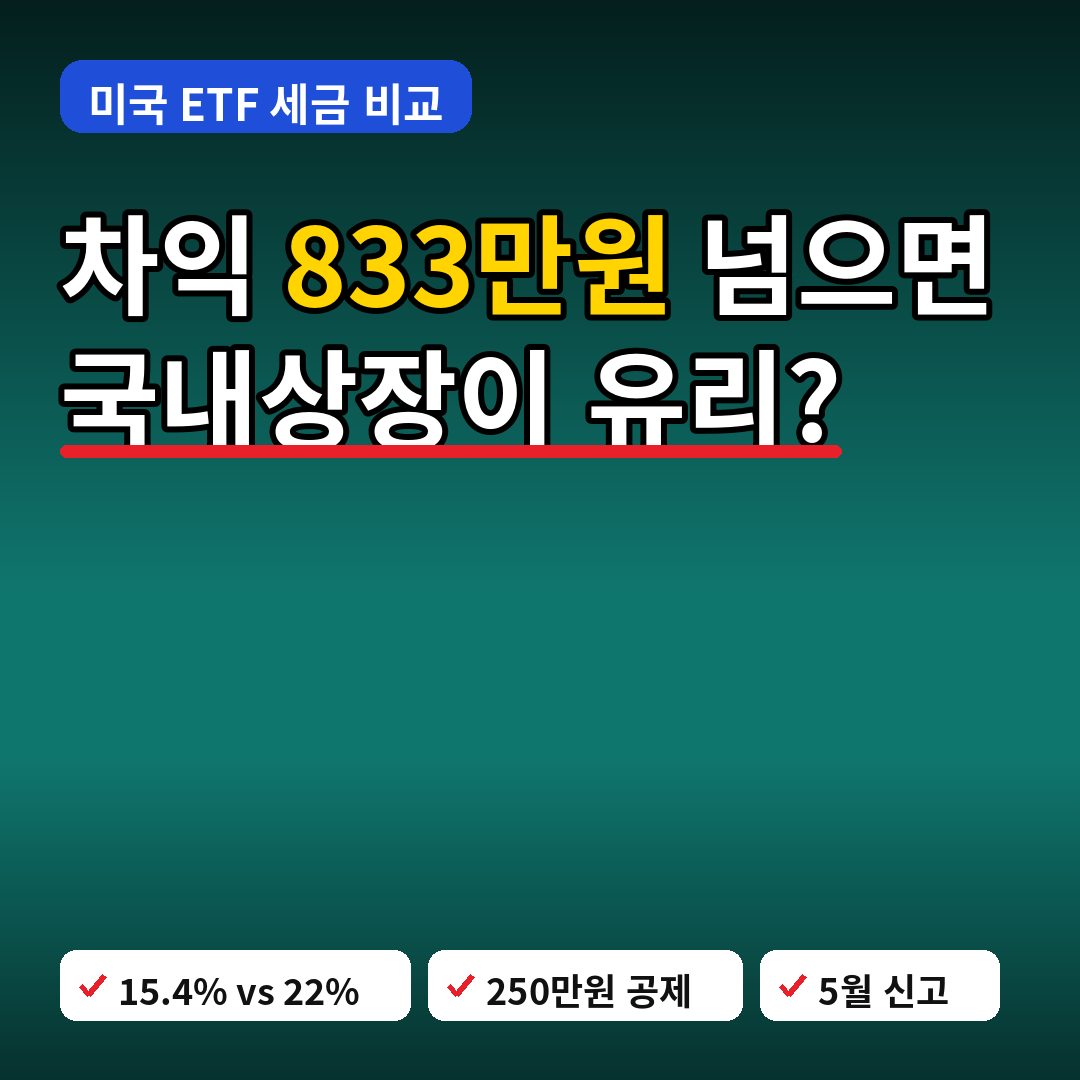 미국 ETF 세금 비교
차익 833만원 넘으면
국내상장이 유리?
15.4% vs 22%
250만원 공제
5월 신고